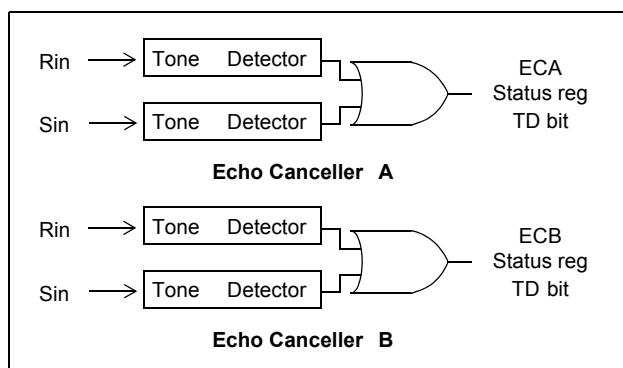 Rin
Tone Detector
Sin
Tone Detector
ECA
Status reg
TD bit
Echo Canceller A
Rin
Tone Detector
Sin
Tone Detector
ECB
Status reg
TD bit
Echo Canceller B